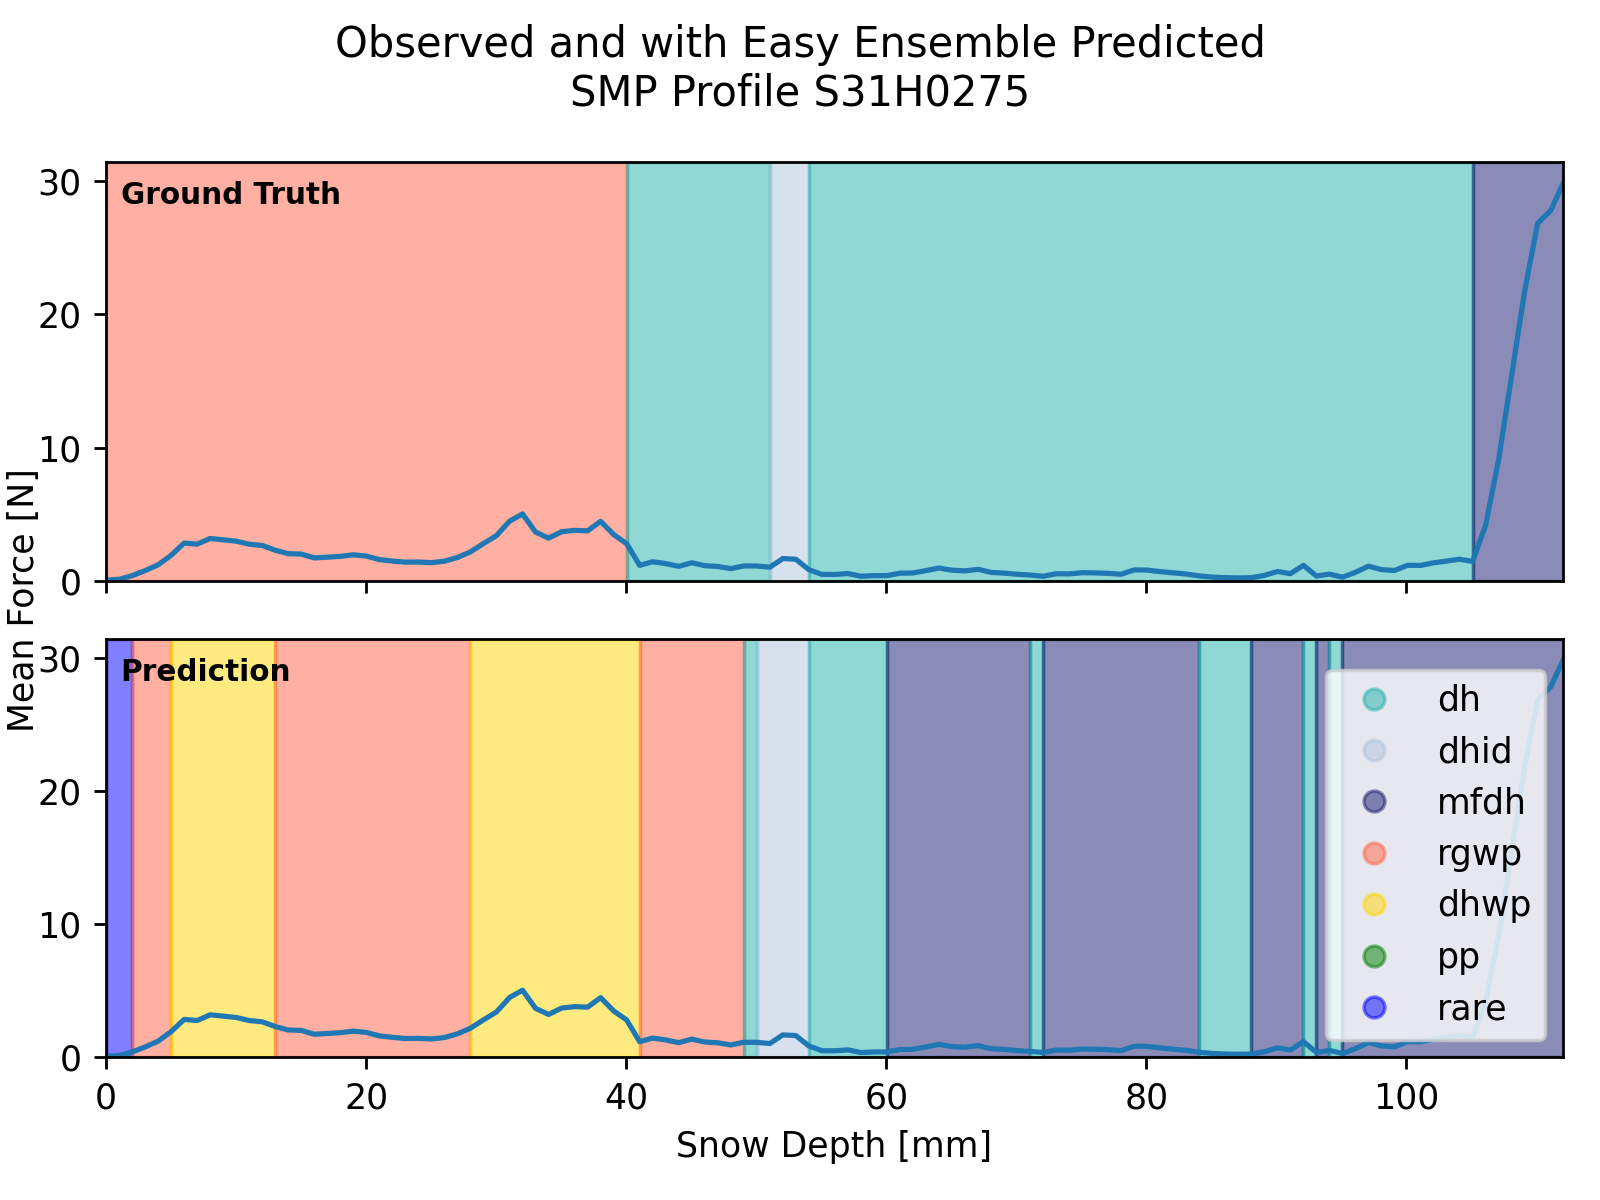 Observed and with Easy Ensemble Predicted
SMP Profile S31H0275
30
20
10
0
Ground Truth
Mean Force [N]
30
20
10
0
Prediction
dh
dhid
mfdh
rgwp
dhwp
pp
rare
0 20 40 60 80 100
Snow Depth [mm]